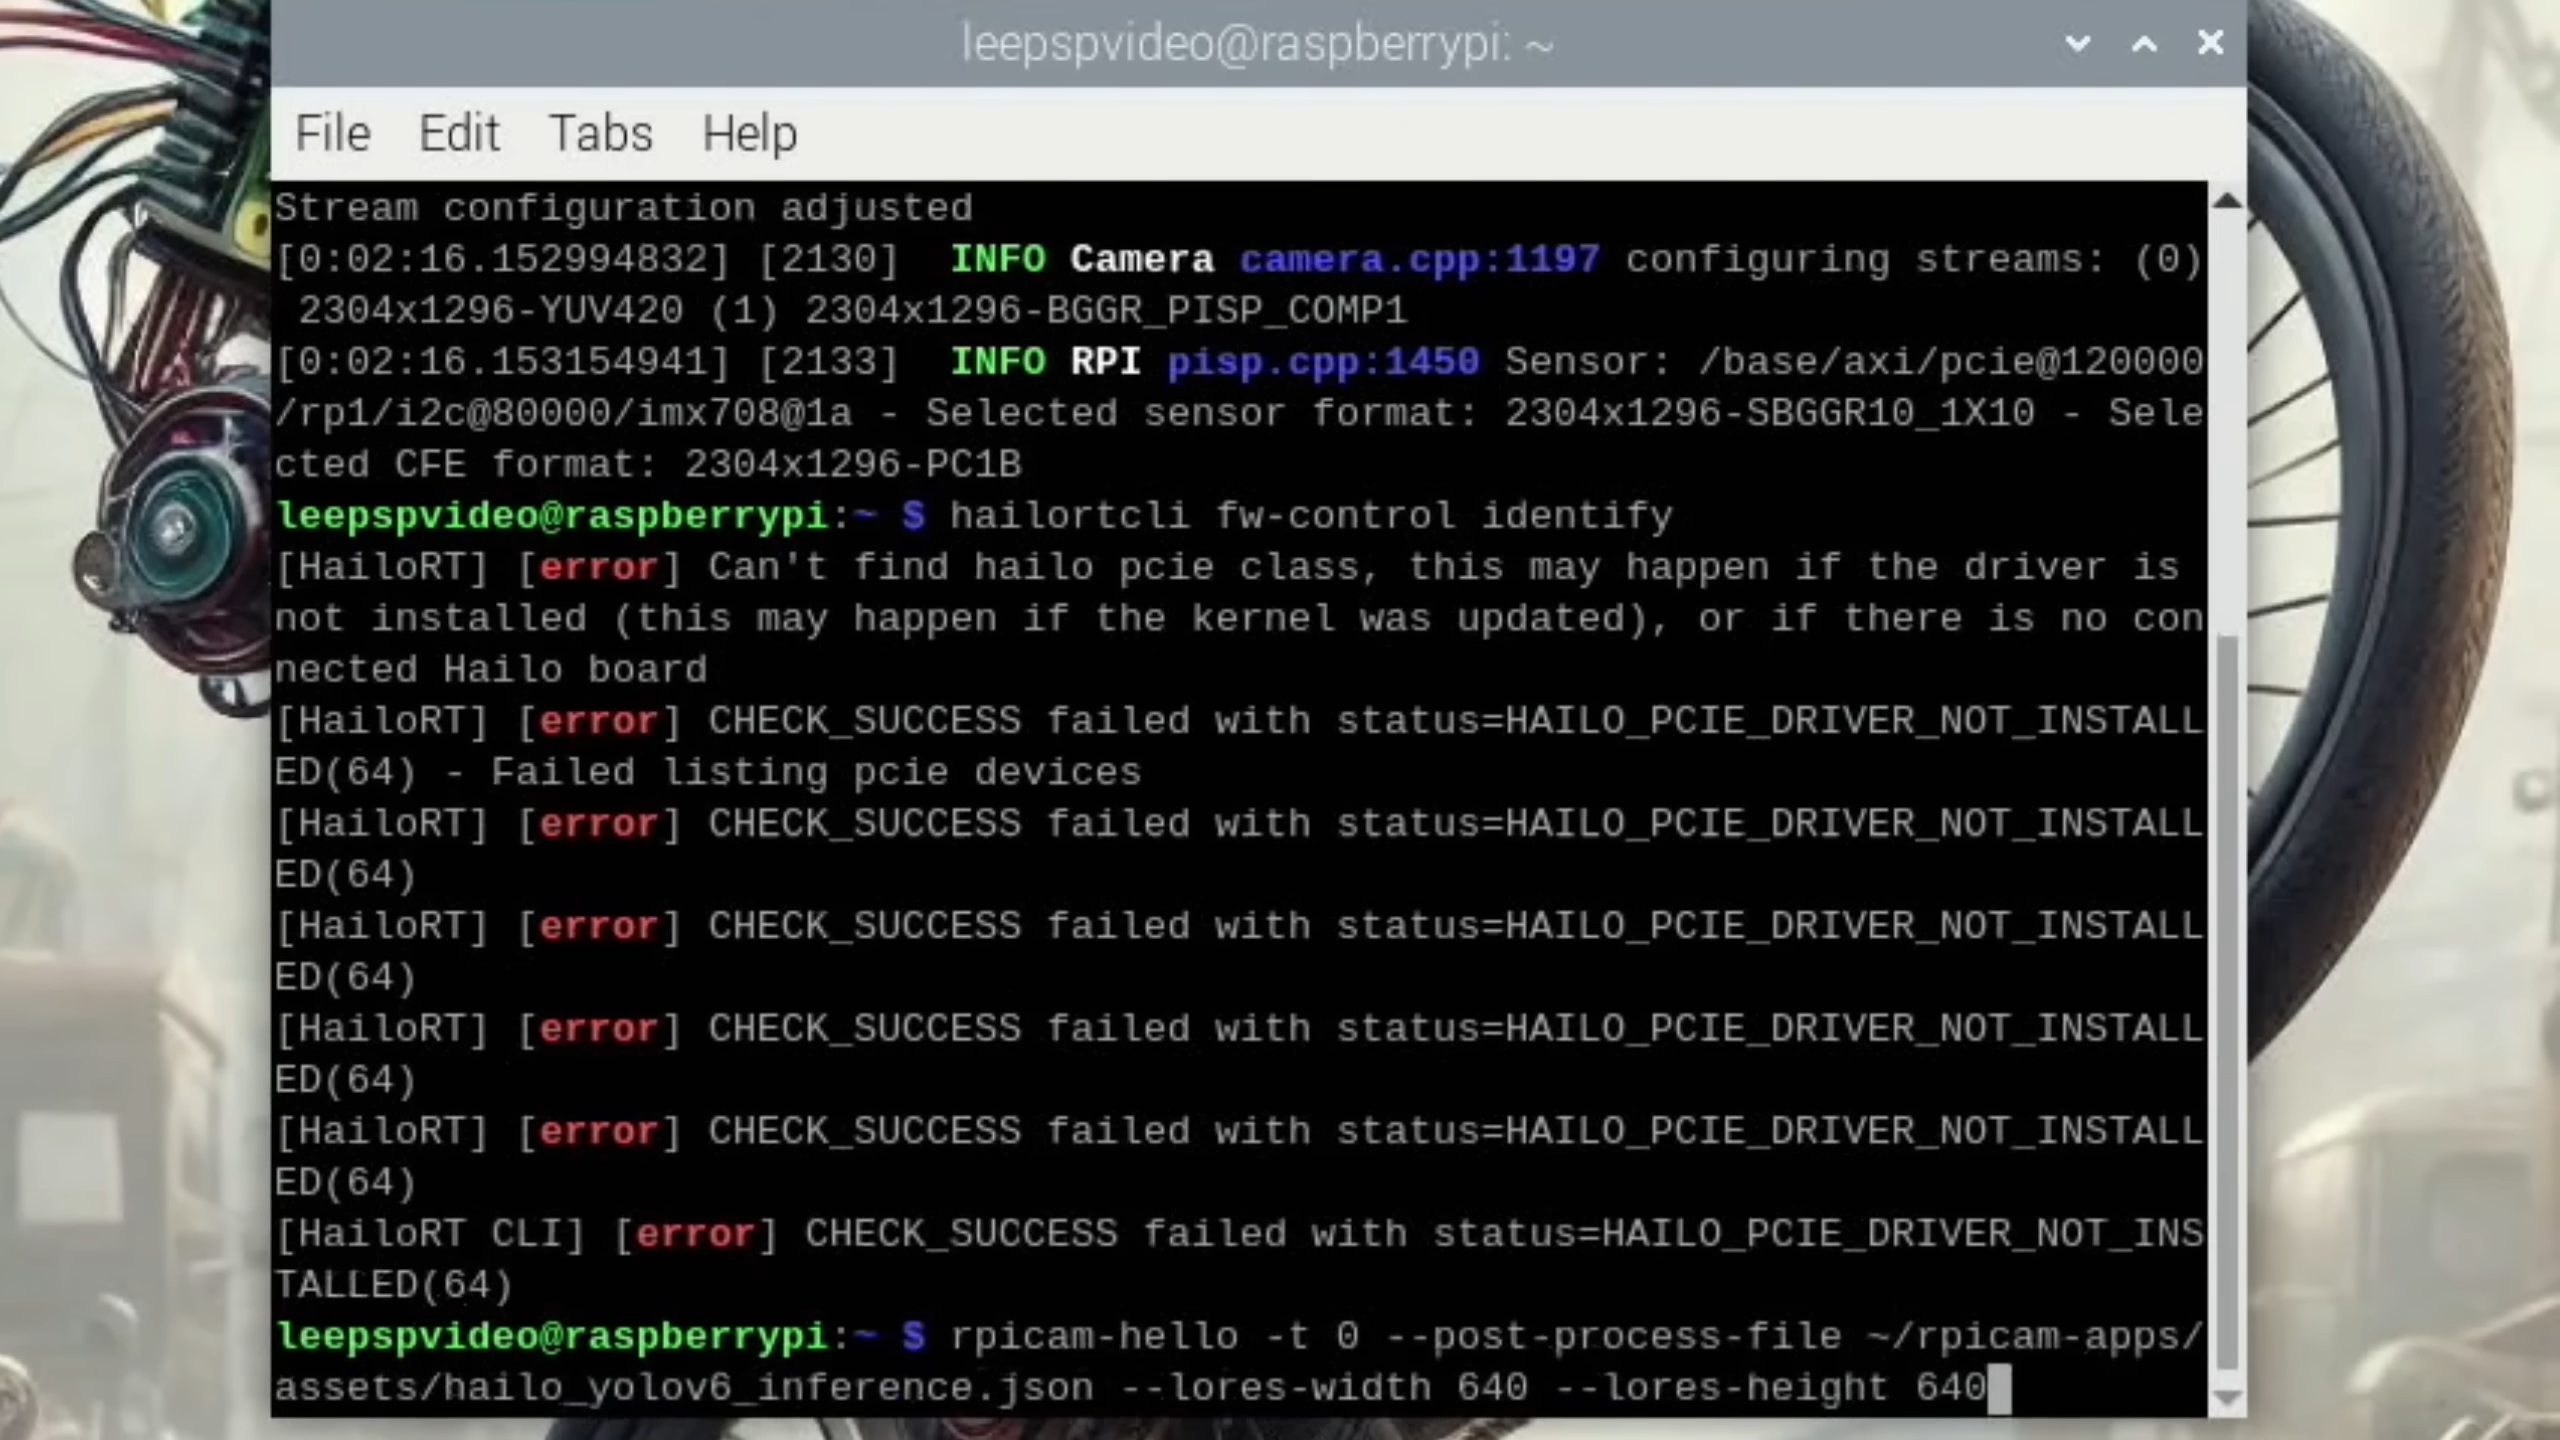 leepspvideo@raspberrypi: ~
File Edit Tabs Help
Stream configuration adjusted
[0:02:16.152994832] [2130]  INFO Camera camera.cpp:1197 configuring streams: (0)
 2304x1296-YUV420 (1) 2304x1296-BGGR_PISP_COMP1
[0:02:16.153154941] [2133]  INFO RPI pisp.cpp:1450 Sensor: /base/axi/pcie@120000
/rp1/i2c@80000/imx708@1a - Selected sensor format: 2304x1296-SBGGR10_1X10 - Sele
cted CFE format: 2304x1296-PC1B
leepspvideo@raspberrypi:~ $ hailortcli fw-control identify
[HailoRT] [error] Can't find hailo pcie class, this may happen if the driver is
not installed (this may happen if the kernel was updated), or if there is no con
nected Hailo board
[HailoRT] [error] CHECK_SUCCESS failed with status=HAILO_PCIE_DRIVER_NOT_INSTALL
ED(64) - Failed listing pcie devices
[HailoRT] [error] CHECK_SUCCESS failed with status=HAILO_PCIE_DRIVER_NOT_INSTALL
ED(64)
[HailoRT] [error] CHECK_SUCCESS failed with status=HAILO_PCIE_DRIVER_NOT_INSTALL
ED(64)
[HailoRT] [error] CHECK_SUCCESS failed with status=HAILO_PCIE_DRIVER_NOT_INSTALL
ED(64)
[HailoRT] [error] CHECK_SUCCESS failed with status=HAILO_PCIE_DRIVER_NOT_INSTALL
ED(64)
[HailoRT CLI] [error] CHECK_SUCCESS failed with status=HAILO_PCIE_DRIVER_NOT_INS
TALLED(64)
leepspvideo@raspberrypi:~ $ rpicam-hello -t 0 --post-process-file ~/rpicam-apps/
assets/hailo_yolov6_inference.json --lores-width 640 --lores-height 640